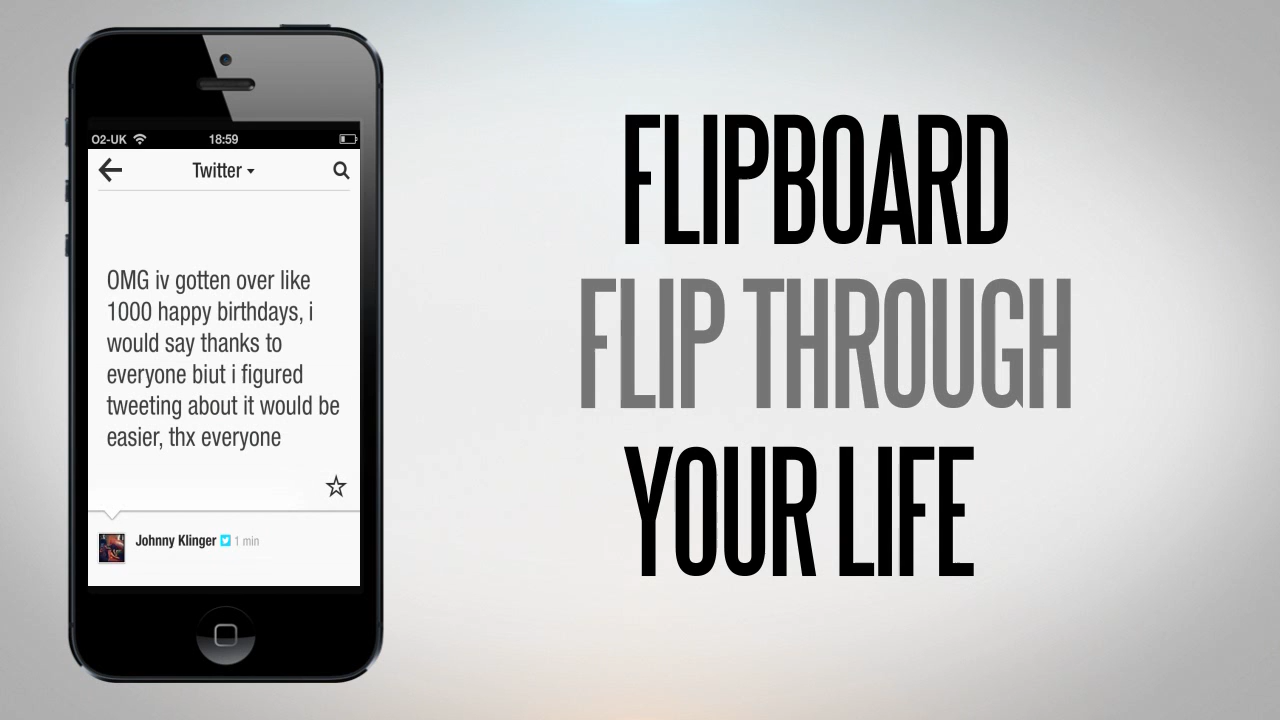 O2-UK 18:59
Twitter
OMG iv gotten over like
1000 happy birthdays, i
would say thanks to
everyone biut i figured
tweeting about it would be
easier, thx everyone
Johnny Klinger 1 min
FLIPBOARD
FLIP THROUGH
YOUR LIFE